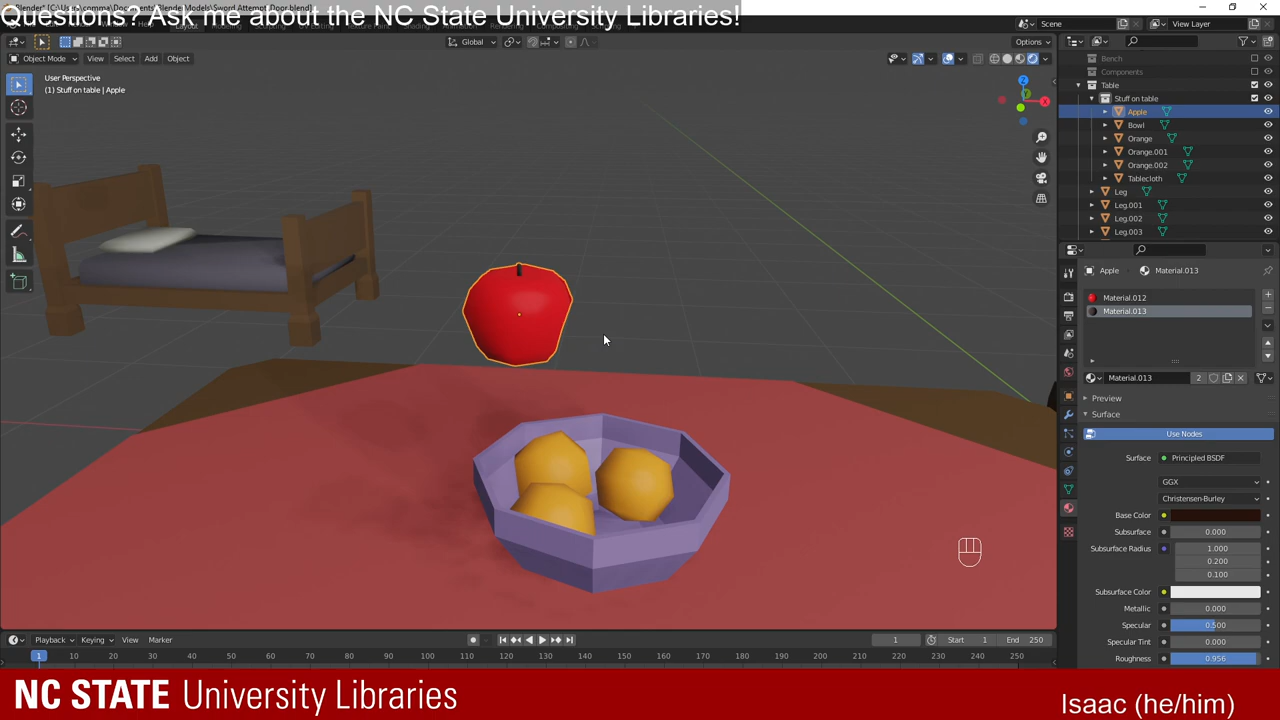 Questions? Ask me about the NC State University Libraries!
Scene
View Layer
Global
Options
Object Mode
View
Select
Add
Object
User Perspective
(1) Stuff on table | Apple
X
Z
Bench
Components
Table
Stuff on table
Apple
Bowl
Orange
Orange.001
Orange.002
Tablecloth
Leg
Leg.001
Leg.002
Leg.003
Apple
Material.013
Material.012
Material.013
Material.013
2
Preview
Surface
Use Nodes
Surface
Principled BSDF
GGX
Christensen-Burley
Base Color
Subsurface
0.000
Subsurface Radius
1.000
0.200
0.100
Subsurface Color
Metallic
0.000
Specular
0.500
Specular Tint
0.000
Roughness
0.956
Playback
Keying
View
Marker
1
Start 1
End 250
1 10 20 30 40 50 60 70 80 90 100 110 120 130 140 150 160 170 180 190 200 210 220 230 240 250
NC STATE University Libraries
Isaac (he/him)